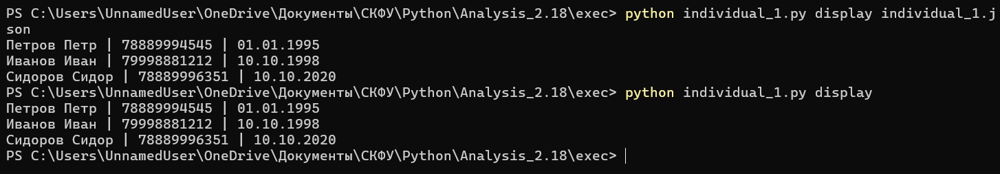 PS C:\Users\UnnamedUser\OneDrive\Документы\СКФУ\Python\Analysis_2.18\exec> python individual_1.py display individual_1.j
son
Петров Петр | 78889994545 | 01.01.1995
Иванов Иван | 79998881212 | 10.10.1998
Сидоров Сидор | 78889996351 | 10.10.2020
PS C:\Users\UnnamedUser\OneDrive\Документы\СКФУ\Python\Analysis_2.18\exec> python individual_1.py display
Петров Петр | 78889994545 | 01.01.1995
Иванов Иван | 79998881212 | 10.10.1998
Сидоров Сидор | 78889996351 | 10.10.2020
PS C:\Users\UnnamedUser\OneDrive\Документы\СКФУ\Python\Analysis_2.18\exec>